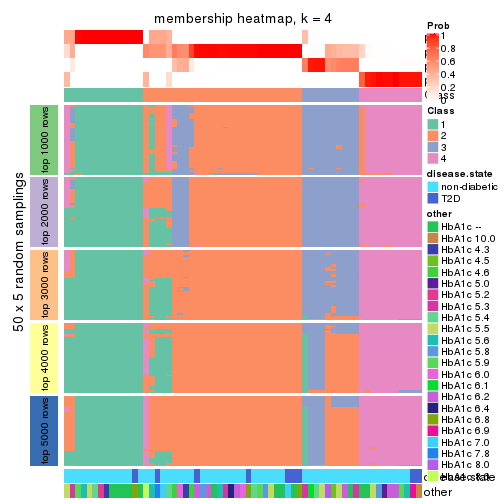 membership heatmap, k = 4
50 x 5 random samplings
top 1000 rows
top 2000 rows
top 3000 rows
top 4000 rows
top 5000 rows
Prob
1
0.8
0.6
0.4
0.2
0
Class
1
2
3
4
disease.state
non-diabetic
T2D
other
HbA1c --
HbA1c 10.0
HbA1c 4.3
HbA1c 4.5
HbA1c 4.6
HbA1c 5.0
HbA1c 5.2
HbA1c 5.3
HbA1c 5.4
HbA1c 5.5
HbA1c 5.6
HbA1c 5.8
HbA1c 5.9
HbA1c 6.0
HbA1c 6.1
HbA1c 6.2
HbA1c 6.4
HbA1c 6.8
HbA1c 6.9
HbA1c 7.0
HbA1c 7.8
HbA1c 8.0
disease.state
other